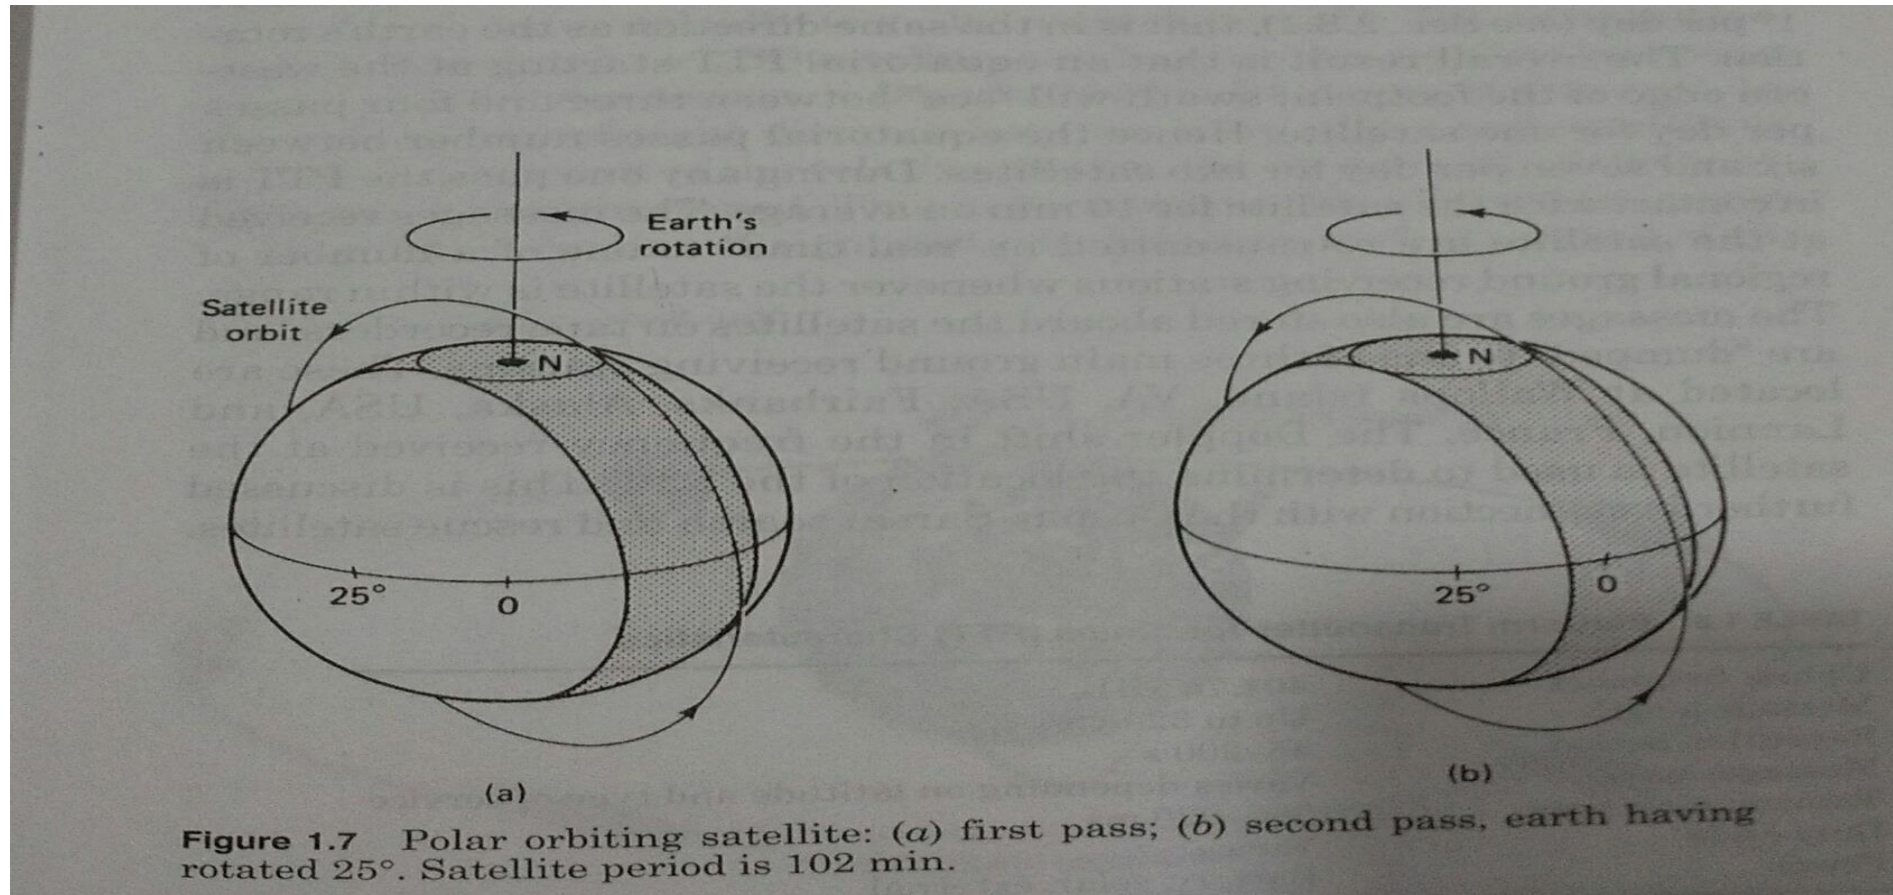 Earth's
rotation
Satellite
orbit
N
25°
0
(a)
N
25°
0
(b)
Figure 1.7 Polar orbiting satellite: (a) first pass; (b) second pass, earth having
rotated 25°. Satellite period is 102 min.